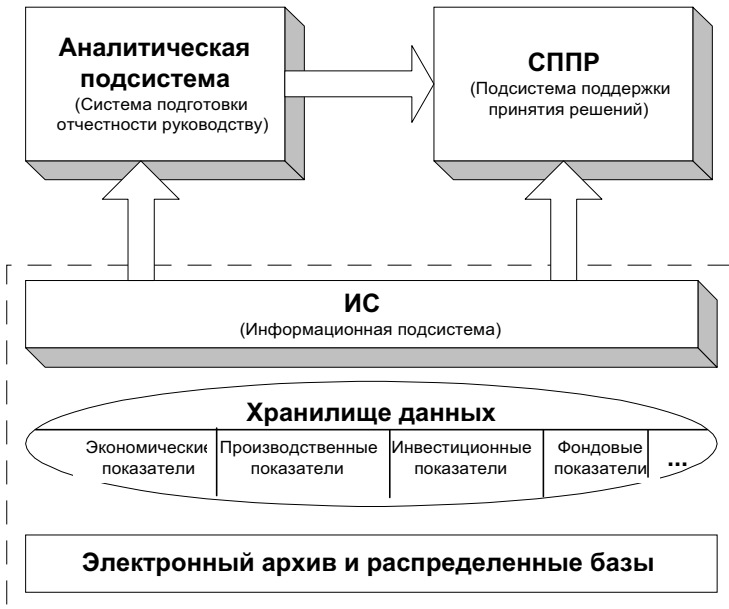 Аналитическая
подсистема
(Система подготовки
отчестности руководству)
СППР
(Подсистема поддержки
принятия решений)
ИС
(Информационная подсистема)
Хранилище данных
Экономические
показатели
Производственные
показатели
Инвестиционные
показатели
Фондовые
показатели
...
Электронный архив и распределенные базы